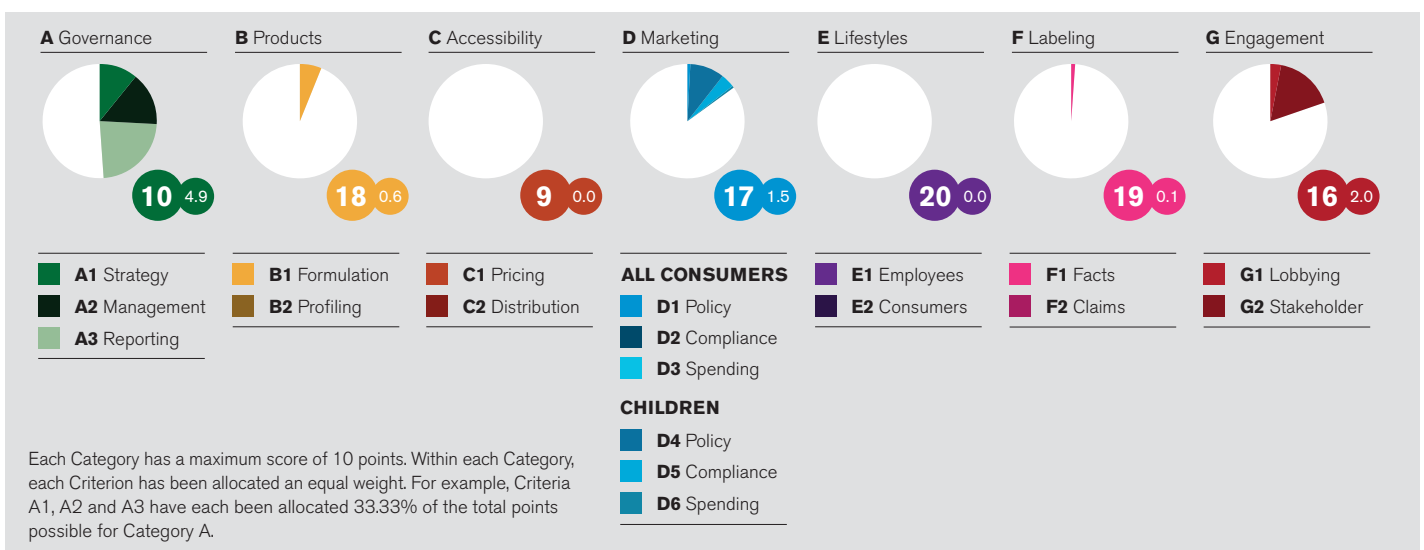 A Governance
B Products
C Accessibility
D Marketing
E Lifestyles
F Labeling
G Engagement
10 4.9
18 0.6
9 0.0
17 1.5
20 0.0
19 0.1
16 2.0
A1 Strategy
A2 Management
A3 Reporting
B1 Formulation
B2 Profiling
C1 Pricing
C2 Distribution
ALL CONSUMERS
D1 Policy
D2 Compliance
D3 Spending
CHILDREN
D4 Policy
D5 Compliance
D6 Spending
E1 Employees
E2 Consumers
F1 Facts
F2 Claims
G1 Lobbying
G2 Stakeholder
Each Category has a maximum score of 10 points. Within each Category,
each Criterion has been allocated an equal weight. For example, Criteria
A1, A2 and A3 have each been allocated 33.33% of the total points
possible for Category A.